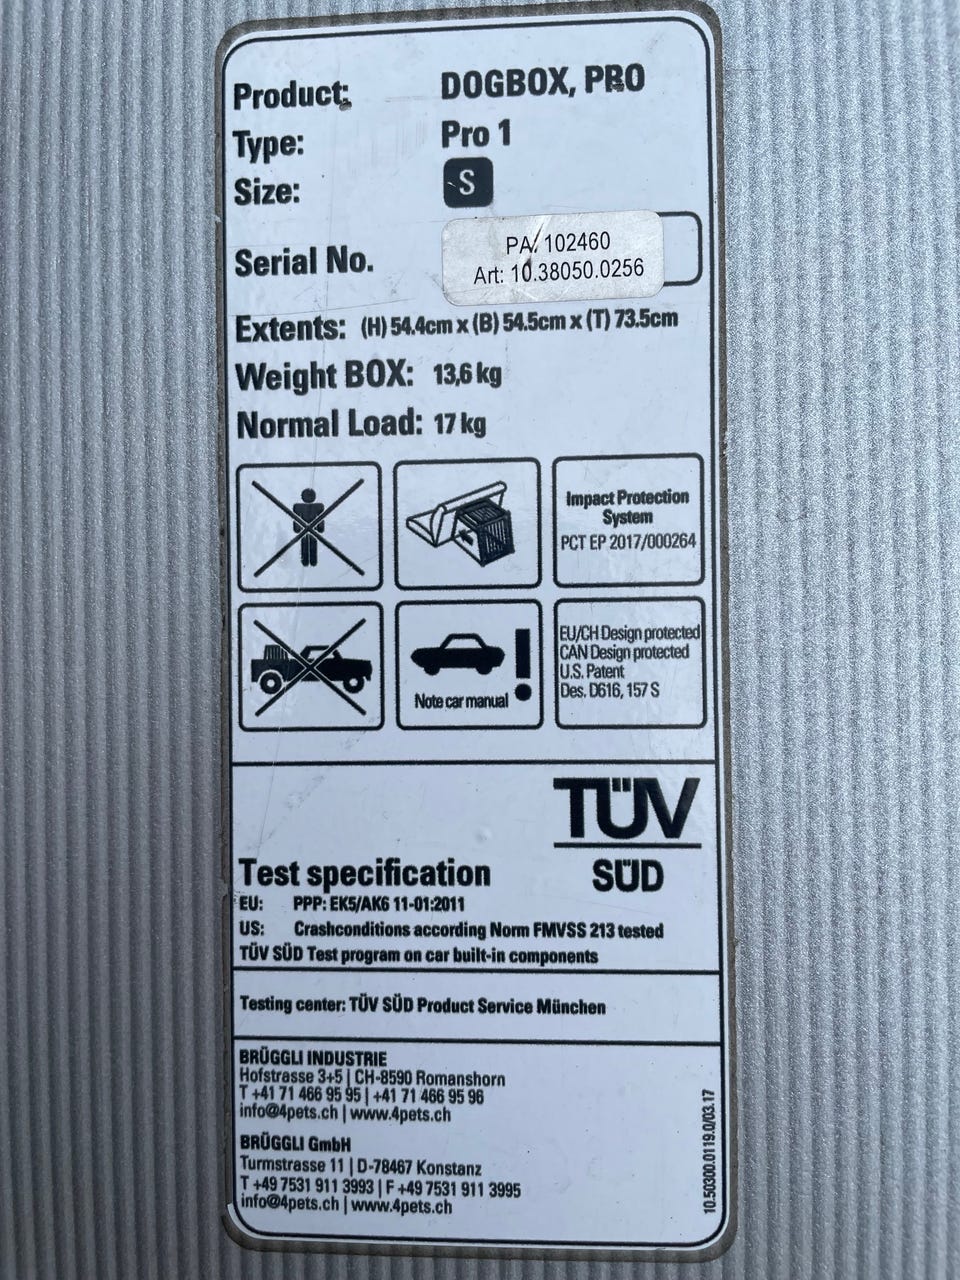 Product: DOGBOX, PRO
Type: Pro 1
Size: S
Serial No. PA: 102460
Art: 10.38050.0256
Extents: (H) 54.4cm x (B) 54.5cm x (T) 73.5cm
Weight BOX: 13,6 kg
Normal Load: 17 kg
Impact Protection
System
PCT EP 2017/000264
Note car manual !
EU/CH Design protected
CAN Design protected
U.S. Patent
Des. D616, 157 S
TÜV
SÜD
Test specification
EU: PPP: EK5/AK6 11-01:2011
US: Crashconditions according Norm FMVSS 213 tested
TÜV SÜD Test program on car built-in components
Testing center: TÜV SÜD Product Service München
BRÜGGLI INDUSTRIE
Hofstrasse 3+5 | CH-8590 Romanshorn
T +41 71 466 95 95 | +41 71 466 95 96
info@4pets.ch | www.4pets.ch
BRÜGGLI GmbH
Turmstrasse 11 | D-78467 Konstanz
T +49 7531 911 3993 | F +49 7531 911 3995
info@4pets.ch | www.4pets.ch
10.50300.0119.0/03.17